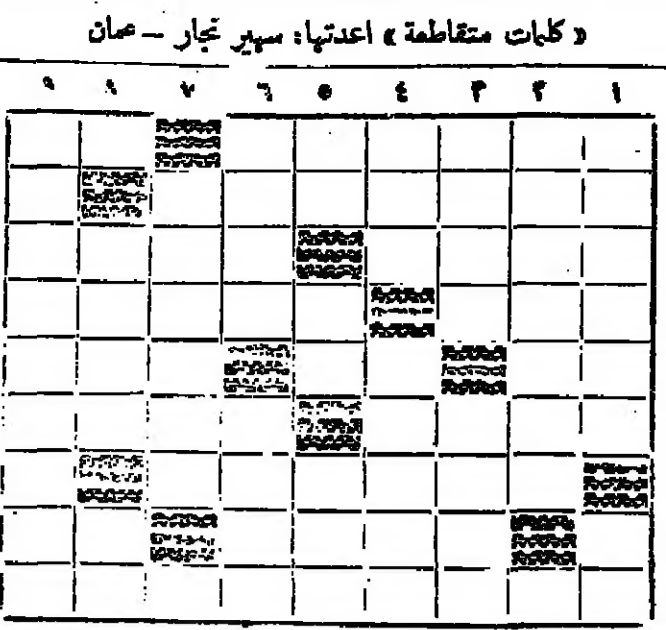 « كلمات متقاطعة » اعدتها: سهير نجار — عمان
١ ٢ ٣ ٤ ٥ ٦ ٧ ٨ ٩